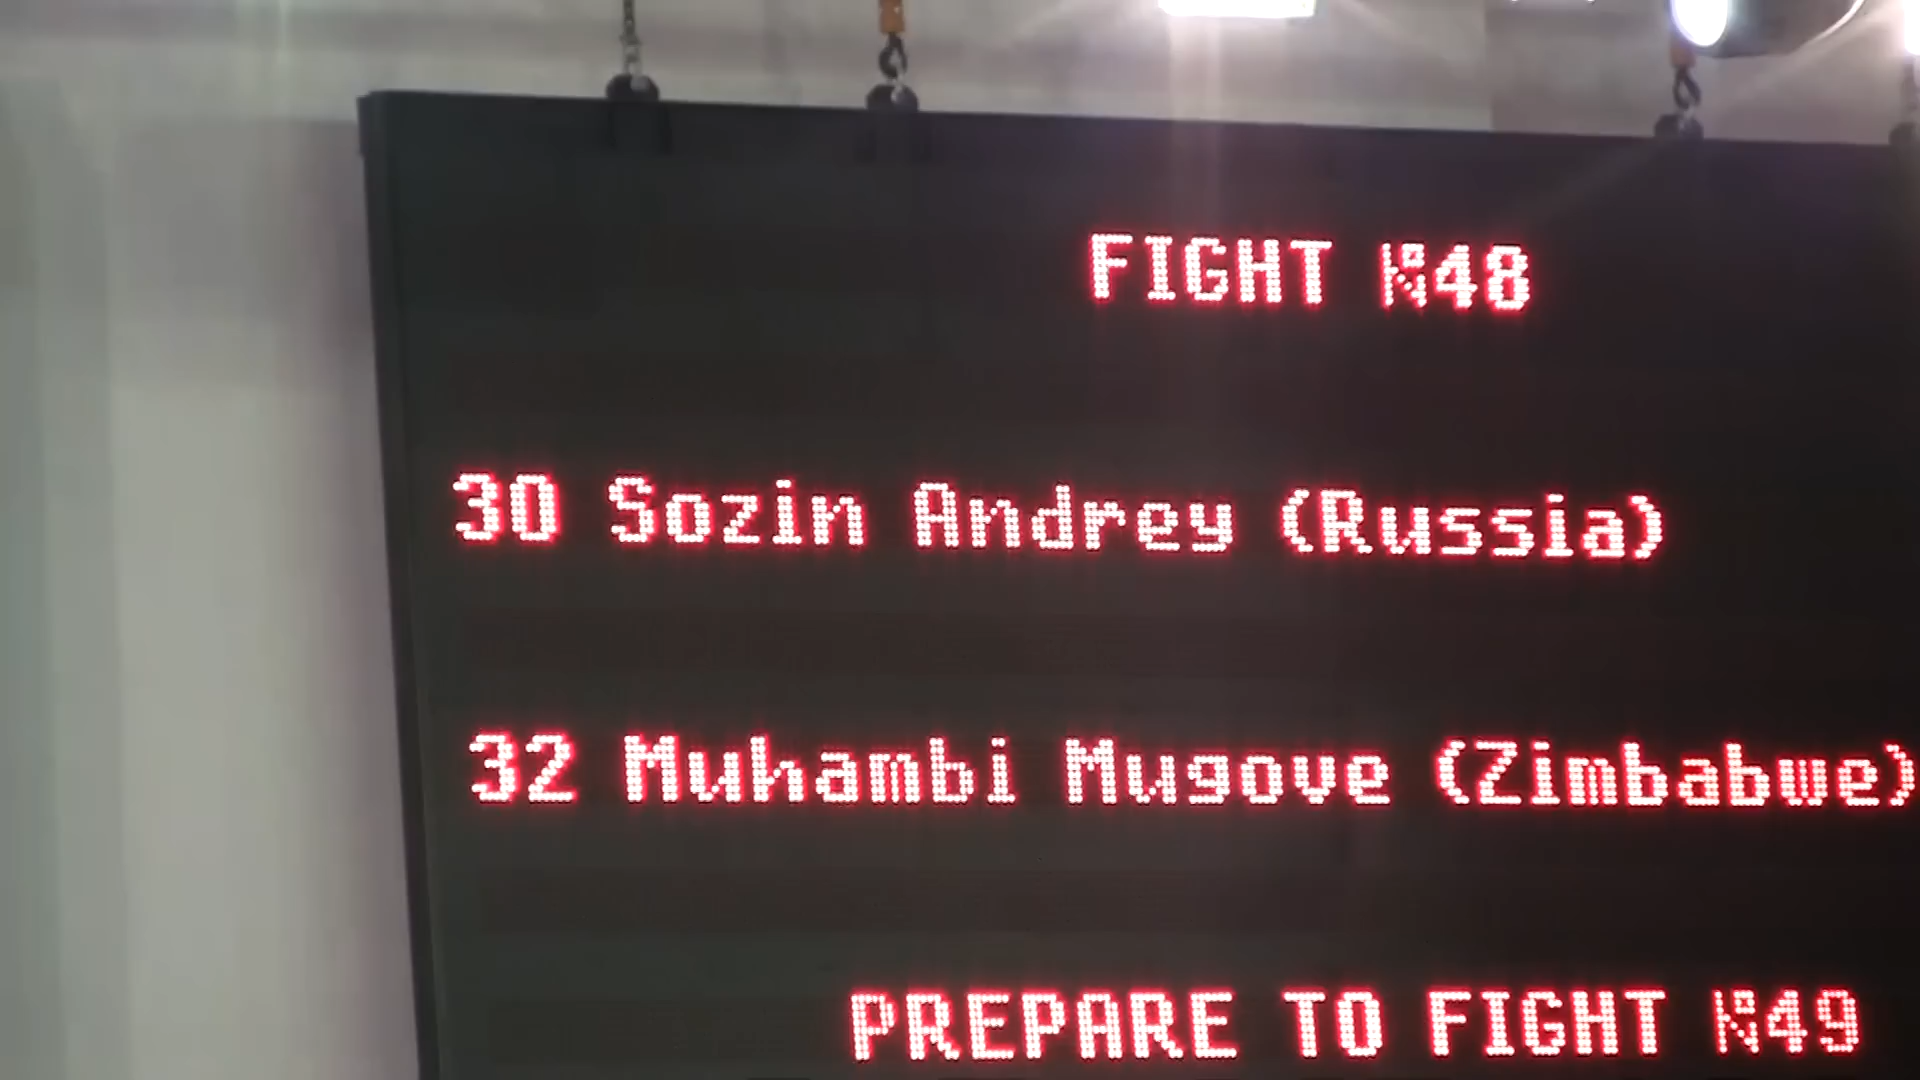 FIGHT №48
30 Sozin Andrey (Russia)
32 Muhambi Mugove (Zimbabwe)
PREPARE TO FIGHT №49